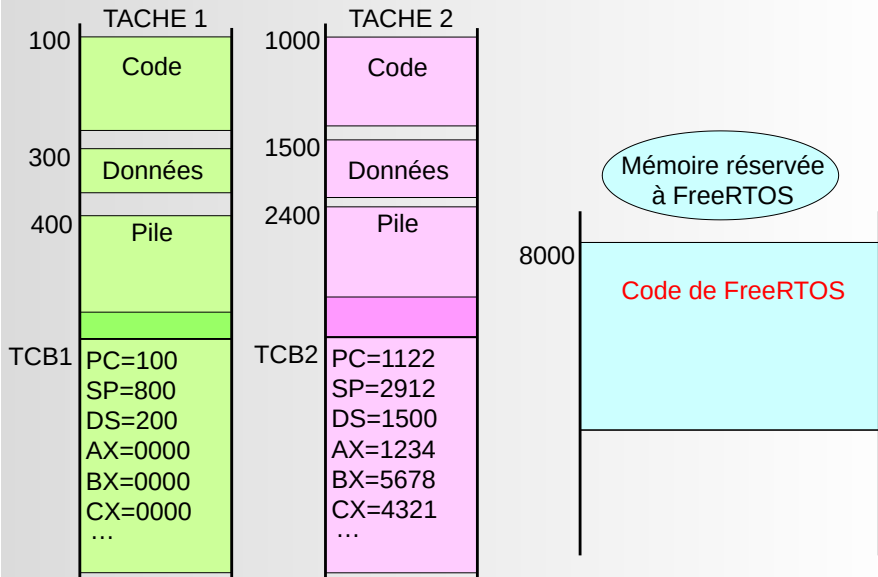 TACHE 1
100
Code
300
Données
400
Pile
TCB1
PC=100
SP=800
DS=200
AX=0000
BX=0000
CX=0000
…
TACHE 2
1000
Code
1500
Données
2400
Pile
TCB2
PC=1122
SP=2912
DS=1500
AX=1234
BX=5678
CX=4321
…
Mémoire réservée
à FreeRTOS
8000
Code de FreeRTOS